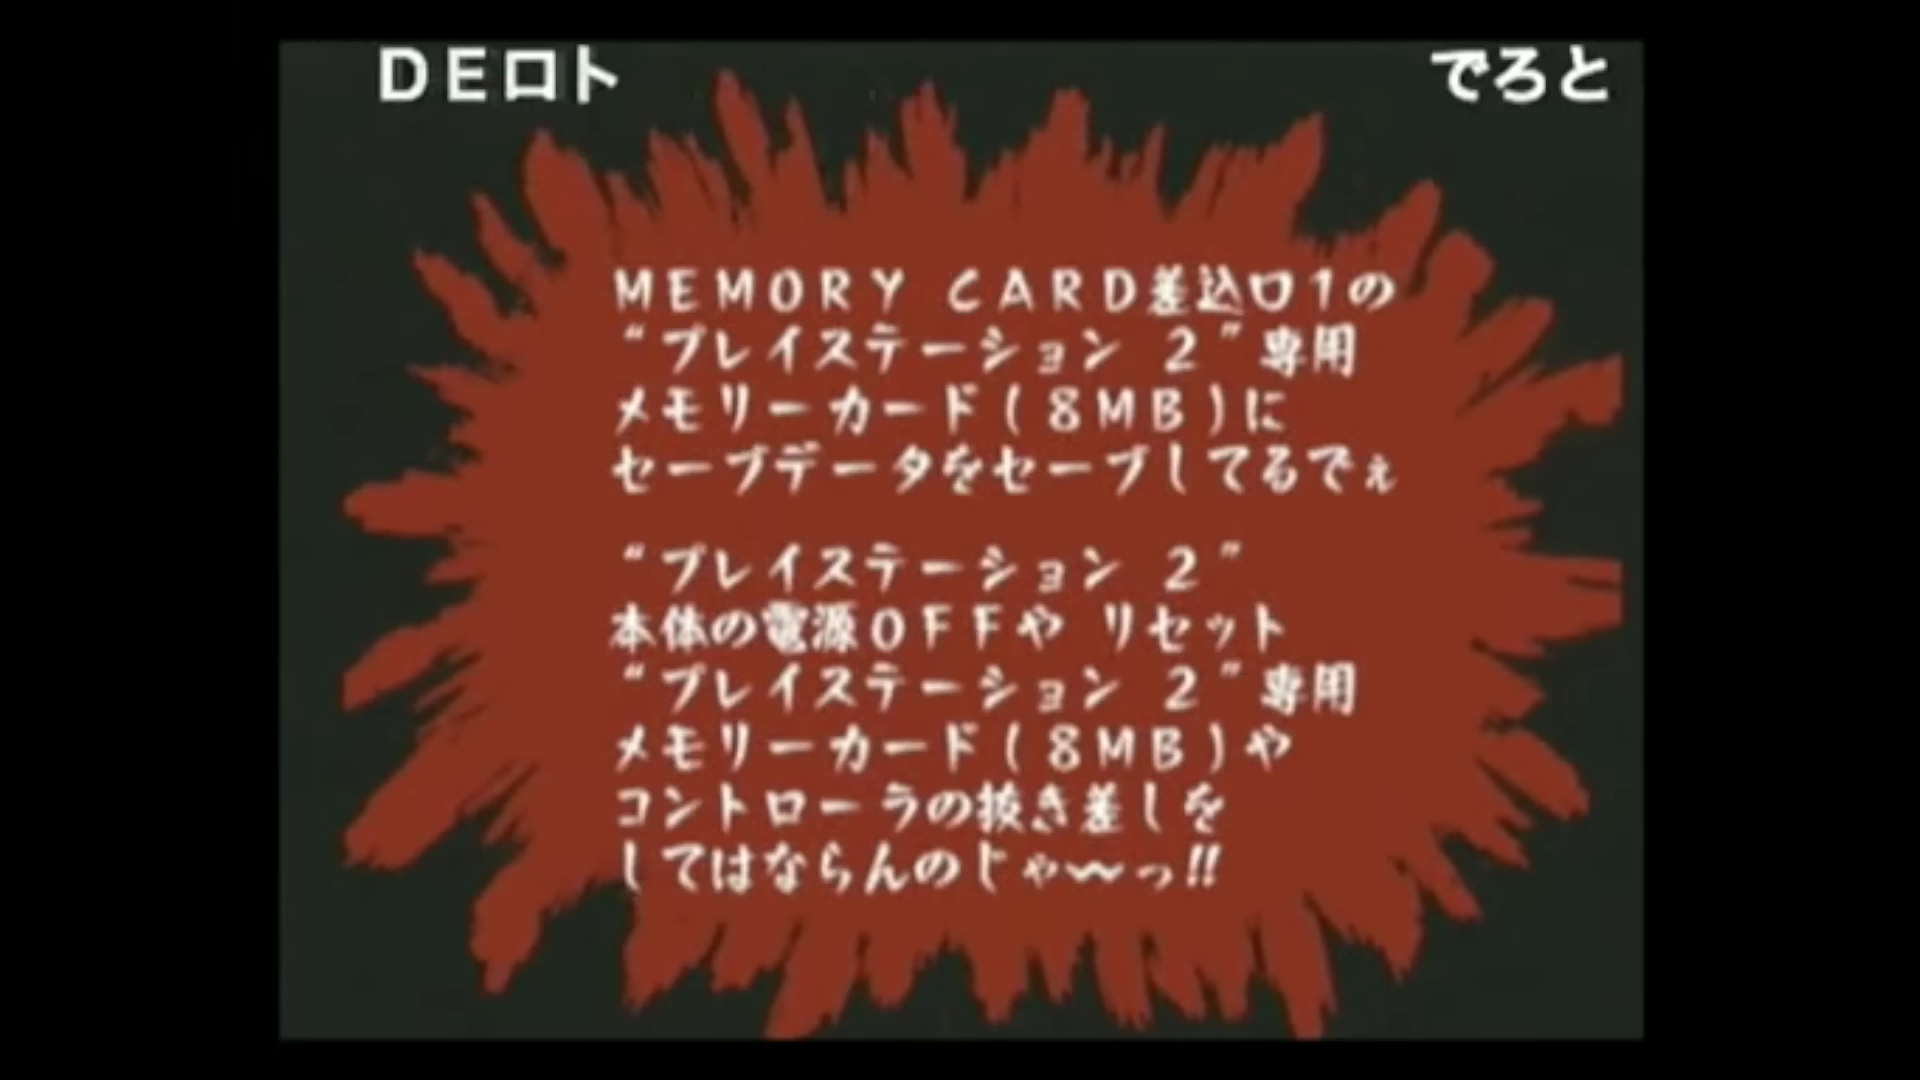 DEロト
でろと
MEMORY CARD差込口1の
“プレイステーション 2”専用
メモリーカード(8MB)に
セーブデータをセーブしてるでぇ
“プレイステーション 2”
本体の電源OFFや リセット
“プレイステーション 2”専用
メモリーカード(8MB)や
コントローラの抜き差しを
してはならんのじゃ〜っ!!